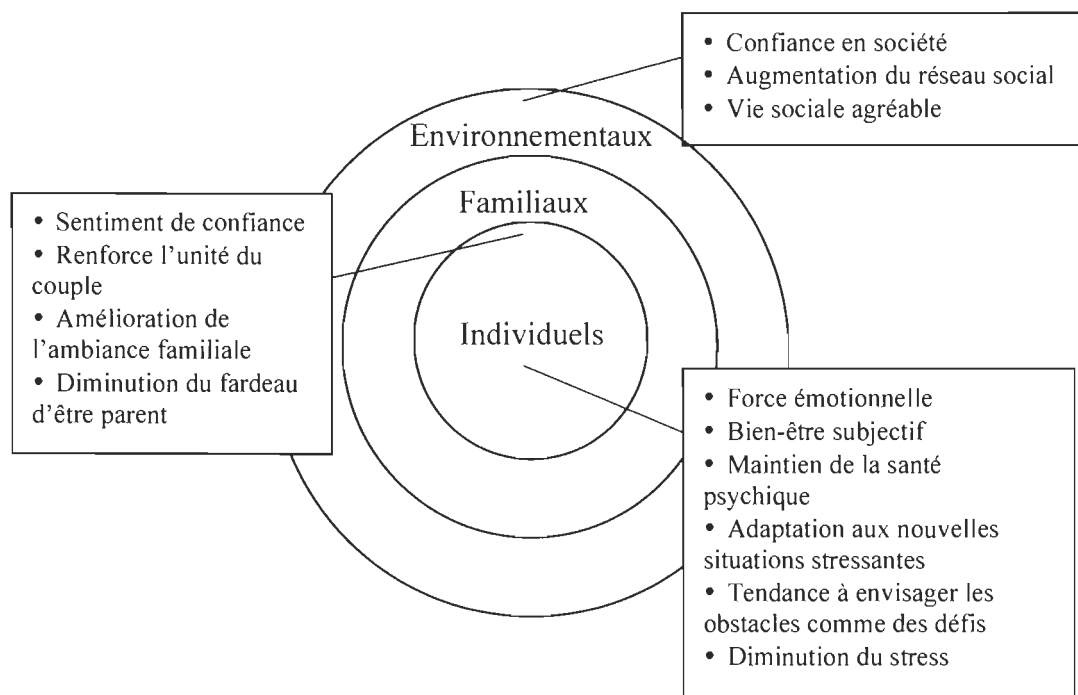 • Confiance en société
• Augmentation du réseau social
• Vie sociale agréable
Environnementaux
Familiaux
Individuels
• Sentiment de confiance
• Renforce l'unité du
couple
• Amélioration de
l'ambiance familiale
• Diminution du fardeau
d'être parent
• Force émotionnelle
• Bien-être subjectif
• Maintien de la santé
psychique
• Adaptation aux nouvelles
situations stressantes
• Tendance à envisager les
obstacles comme des défis
• Diminution du stress